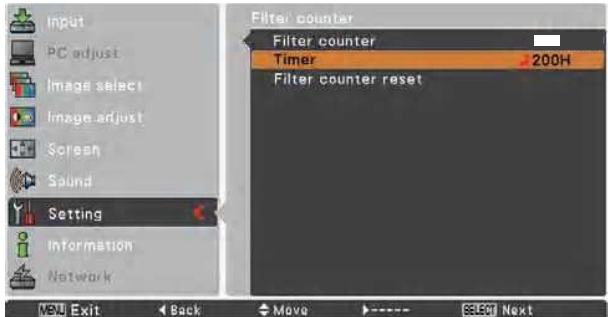 Input
PC adjust
Image select
Image adjust
Screen
Sound
Setting
Information
Network
Filter counter
Filter counter
Timer 200H
Filter counter reset
MENU Exit Back Move ----- SELECT Next